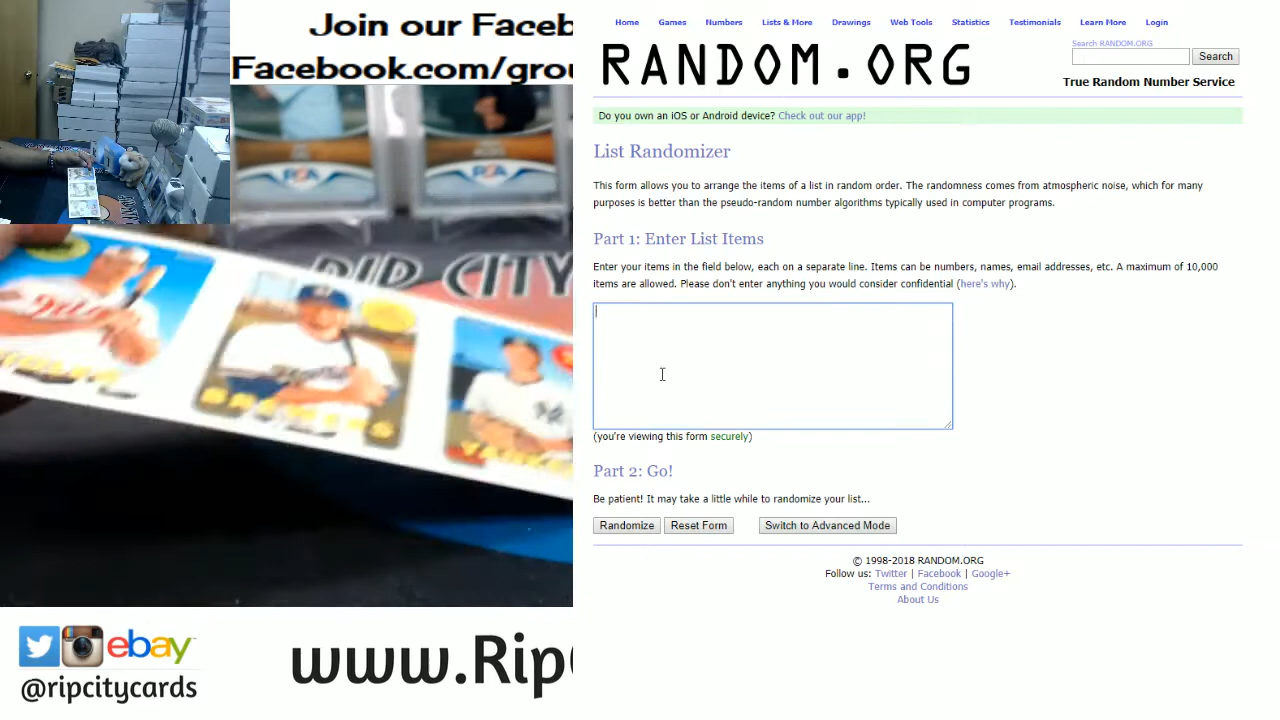 Join our Faceb
Facebook.com/grou
PSA
PSA
RIP CITY
BREWERS
YANKEES
ebay
@ripcitycards
www.Rip
Home Games Numbers Lists & More Drawings Web Tools Statistics Testimonials Learn More Login
RANDOM.ORG
Search RANDOM.ORG
Search
True Random Number Service
Do you own an iOS or Android device? Check out our app!
List Randomizer
This form allows you to arrange the items of a list in random order. The randomness comes from atmospheric noise, which for many
purposes is better than the pseudo-random number algorithms typically used in computer programs.
Part 1: Enter List Items
Enter your items in the field below, each on a separate line. Items can be numbers, names, email addresses, etc. A maximum of 10,000
items are allowed. Please don't enter anything you would consider confidential (here's why).
(you're viewing this form securely)
Part 2: Go!
Be patient! It may take a little while to randomize your list...
Randomize Reset Form Switch to Advanced Mode
© 1998-2018 RANDOM.ORG
Follow us: Twitter | Facebook | Google+
Terms and Conditions
About Us